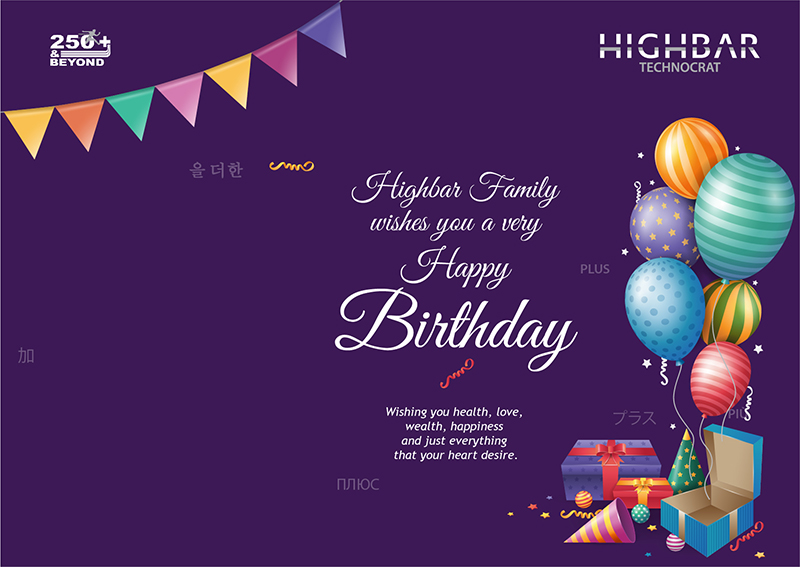 250+
&
BEYOND
HIGHBAR
TECHNOCRAT
을 더한
Highbar Family
wishes you a very
Happy
Birthday
PLUS
加
Wishing you health, love,
wealth, happiness
and just everything
that your heart desire.
プラス
ПЛЮС